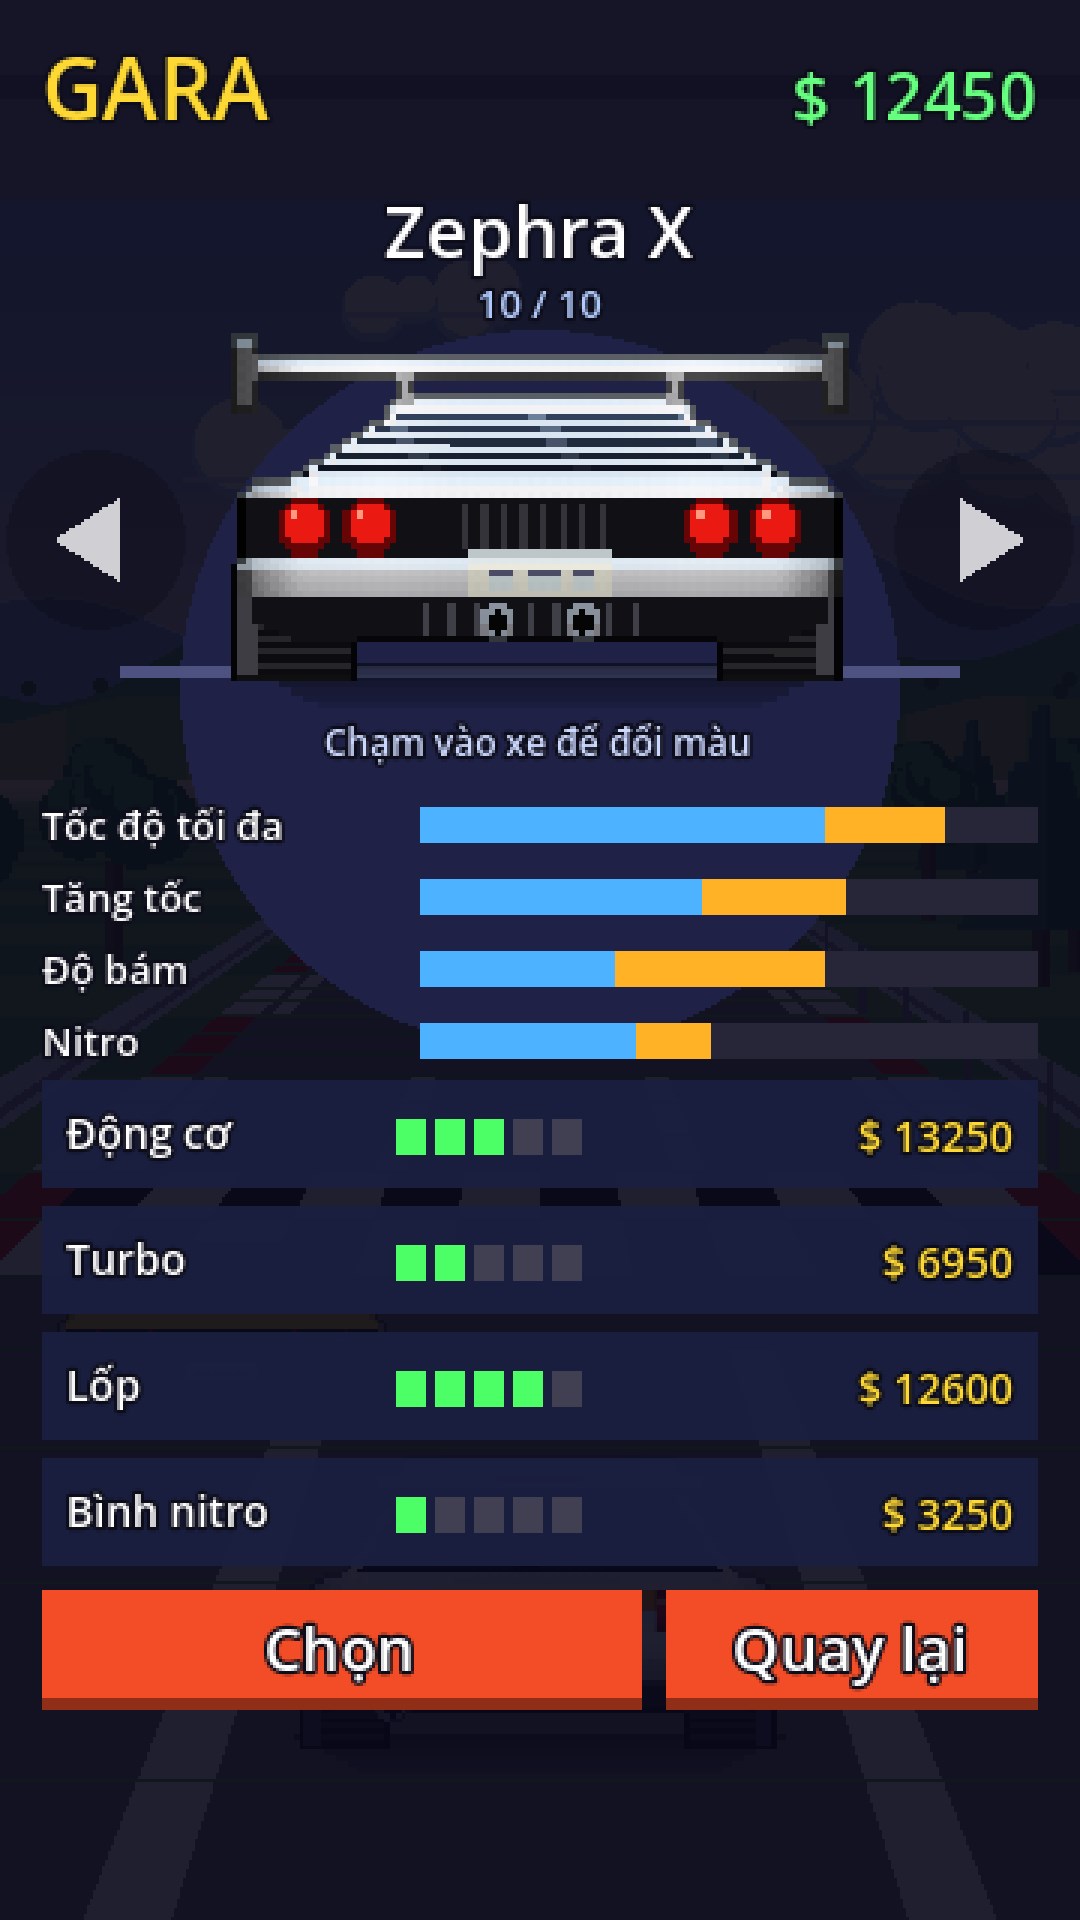 GARA
$ 12450
Zephra X
10 / 10
Chạm vào xe để đổi màu
Tốc độ tối đa
Tăng tốc
Độ bám
Nitro
Động cơ $ 13250
Turbo $ 6950
Lốp $ 12600
Bình nitro $ 3250
Chọn
Quay lại